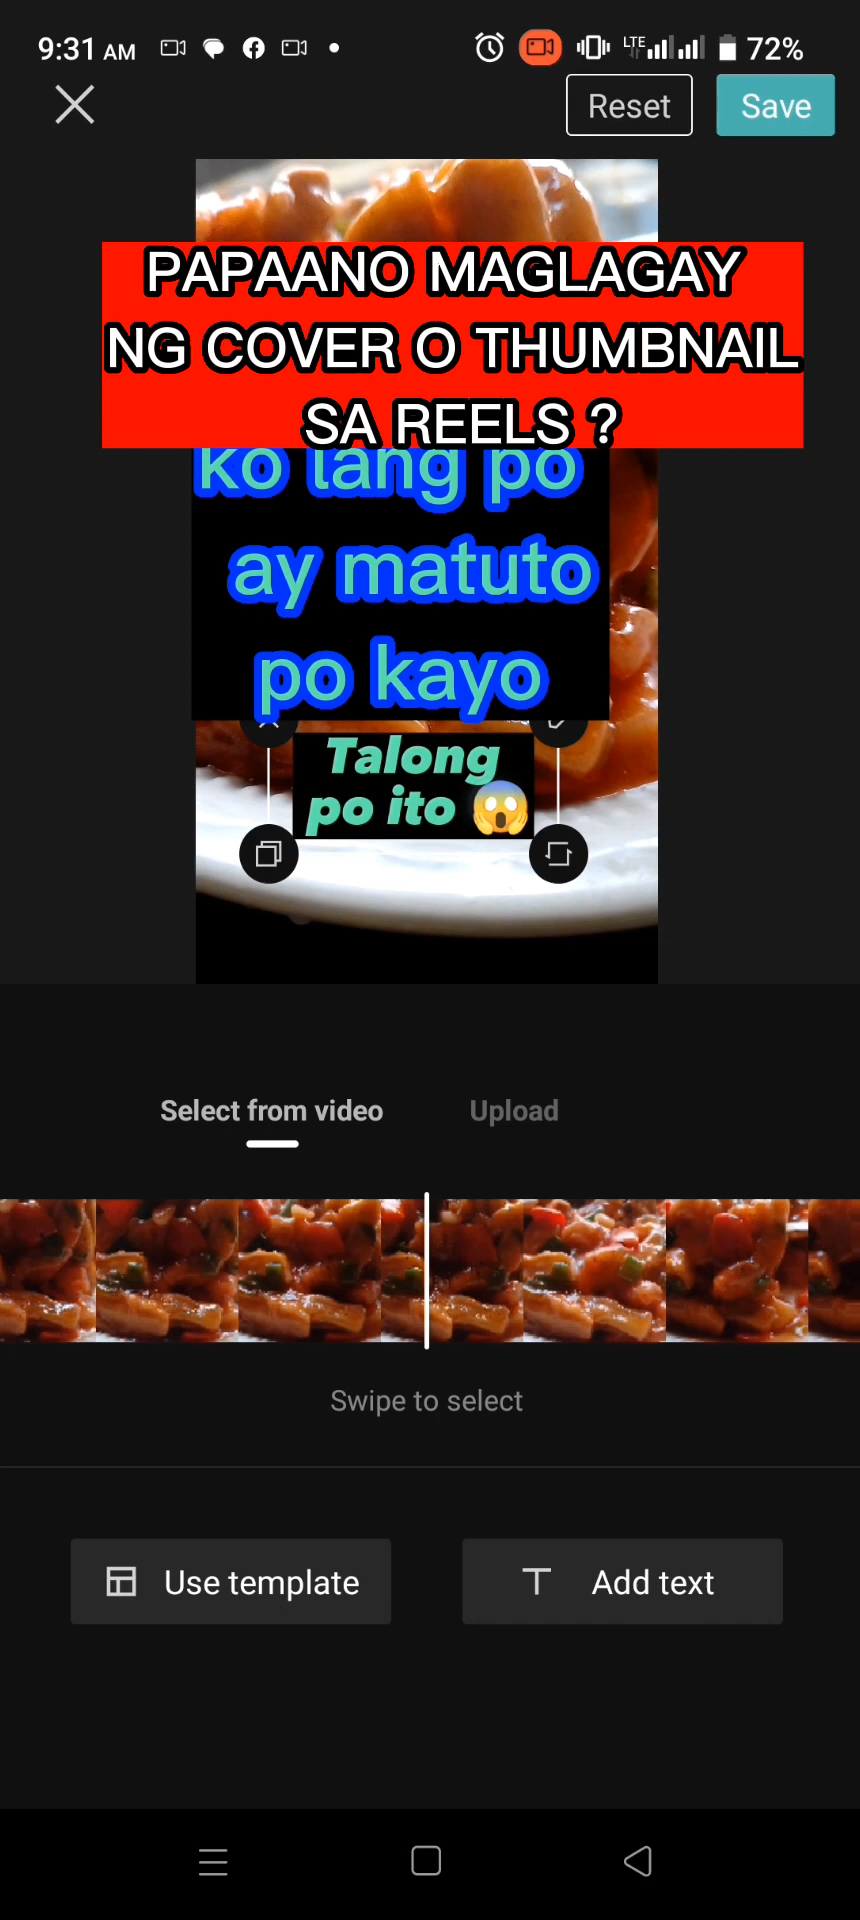 9:31 AM
LTE
72%
Reset
Save
PAPAANO MAGLAGAY
NG COVER O THUMBNAIL
SA REELS ?
ko lang po
ay matuto
po kayo
Talong
po ito 😱
Select from video
Upload
Swipe to select
Use template
Add text